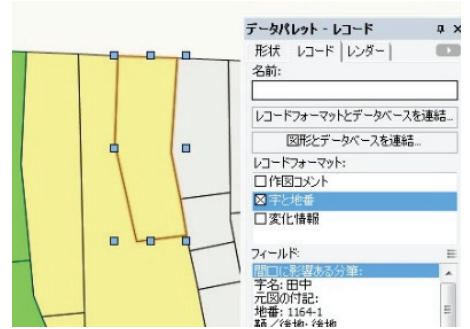 データパレット - レコード
形状 レコード レンダー
名前:
レコードフォーマットとデータベースを連結...
図形とデータベースを連結...
レコードフォーマット:
作図コメント
字と地番
変化情報
フィールド:
間口に影響ある分筆:
字名: 田中
元図の付記:
地番: 1164-1
／後地: 後地